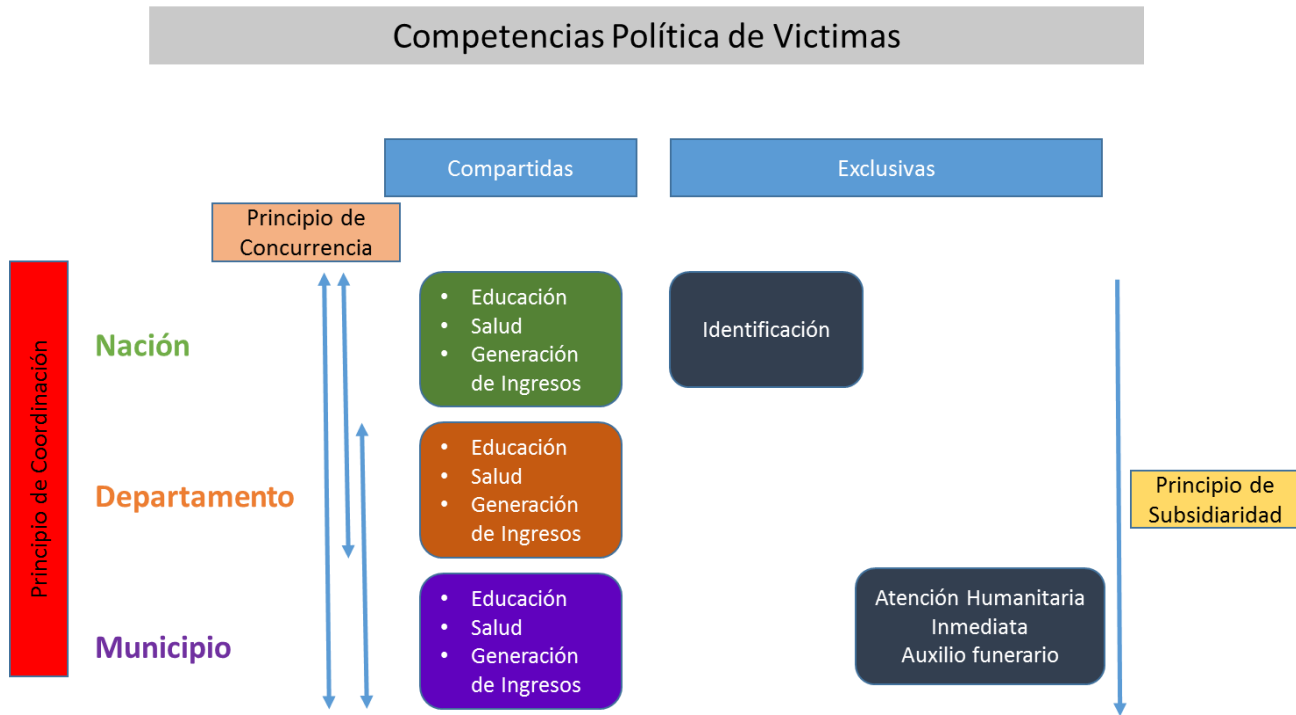 Competencias Política de Victimas
Compartidas
Exclusivas
Principio de
Concurrencia
Principio de Coordinación
Nación
• Educación
• Salud
• Generación
de Ingresos
Identificación
Departamento
• Educación
• Salud
• Generación
de Ingresos
Principio de
Subsidiaridad
Municipio
• Educación
• Salud
• Generación
de Ingresos
Atención Humanitaria
Inmediata
Auxilio funerario